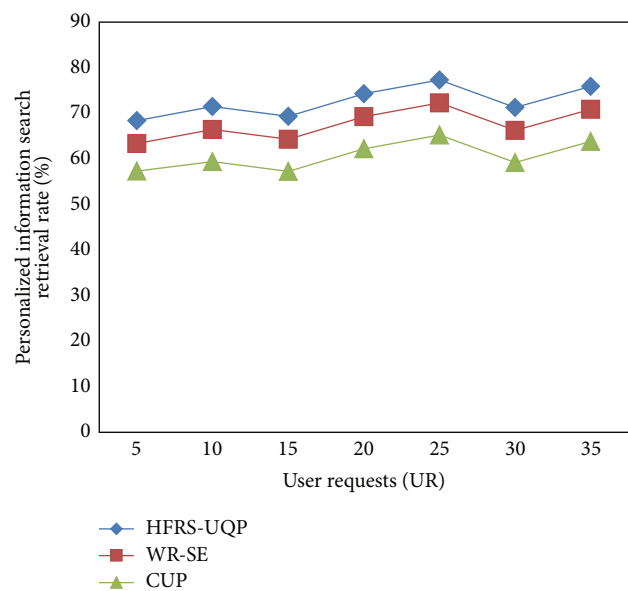 Personalized information search
retrieval rate (%)
90
80
70
60
50
40
30
20
10
0
5 10 15 20 25 30 35
User requests (UR)
HFRS-UQP
WR-SE
CUP